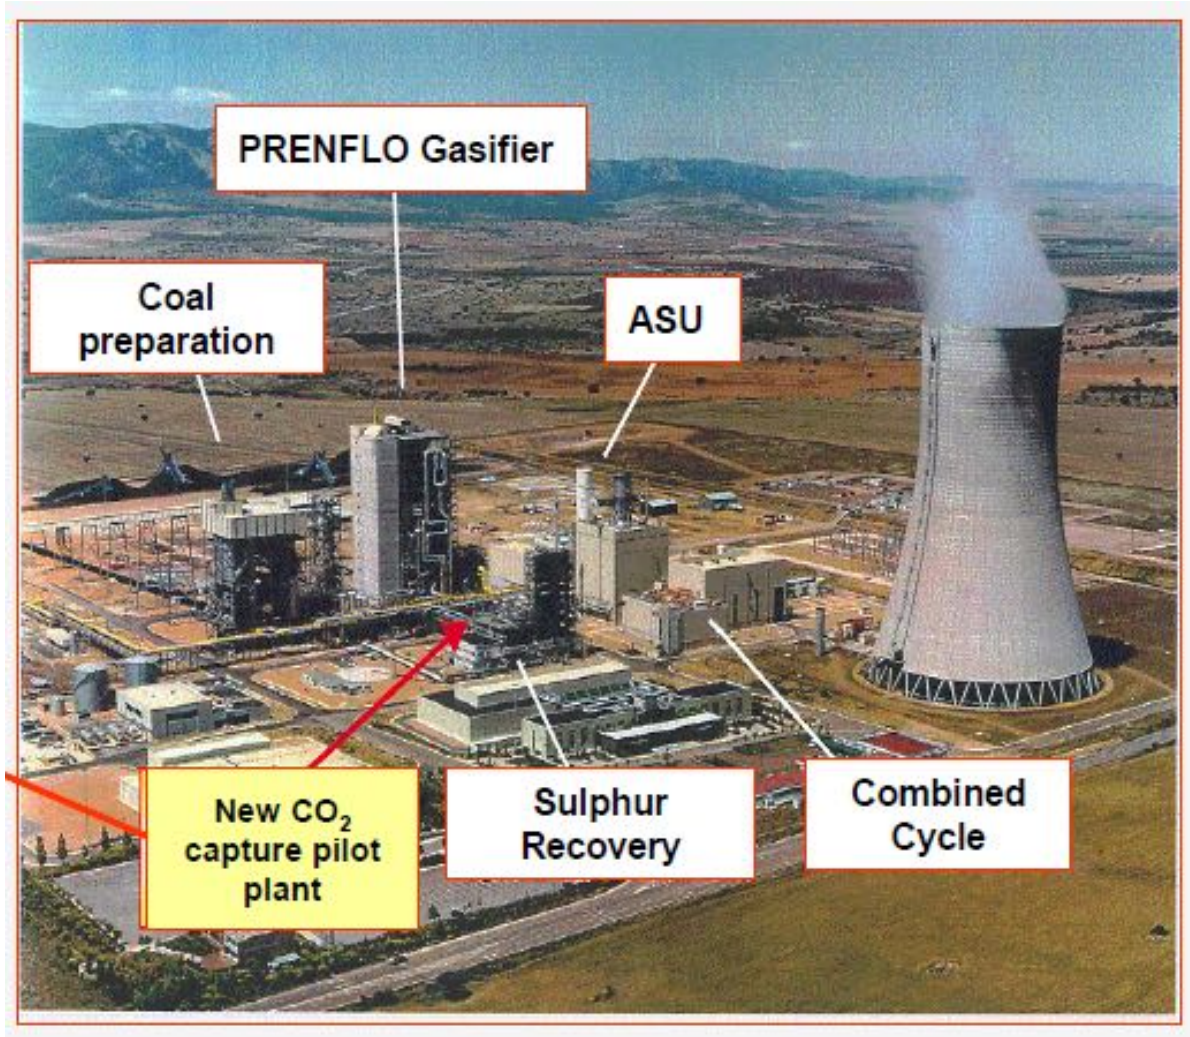 PRENFLO Gasifier
Coal
preparation
ASU
New CO₂
capture pilot
plant
Sulphur
Recovery
Combined
Cycle